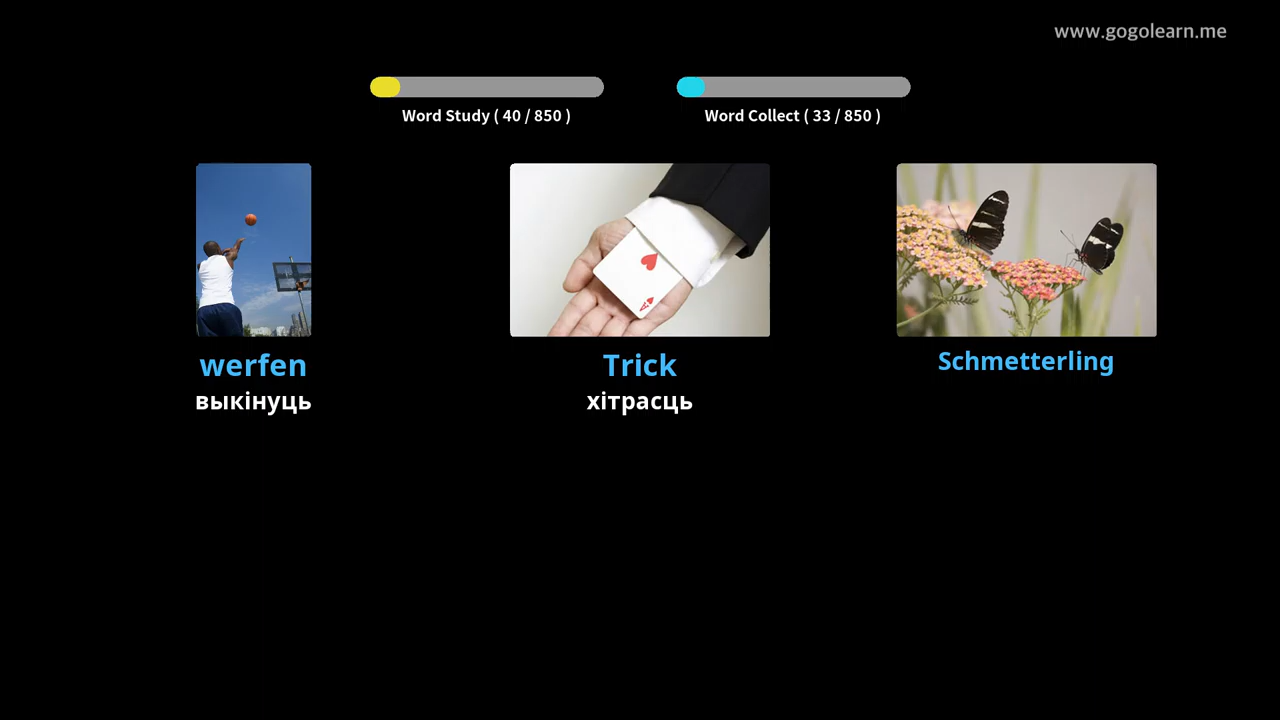 www.gogolearn.me
Word Study ( 40 / 850 )
Word Collect ( 33 / 850 )
werfen
выкінуць
Trick
хітрасць
Schmetterling